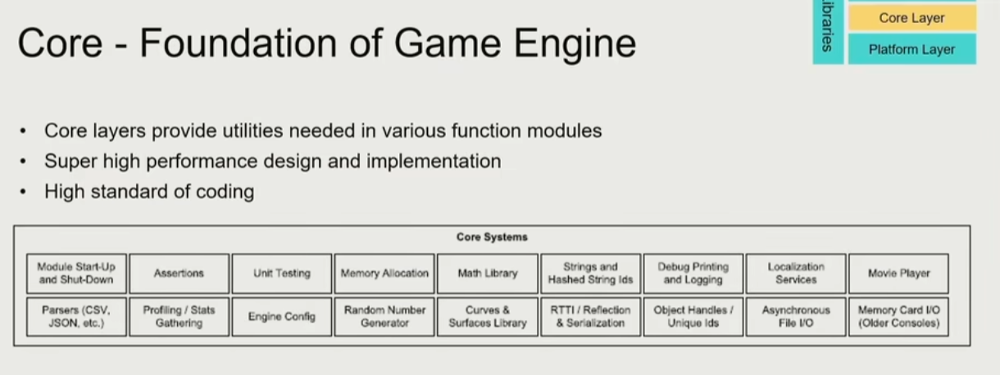 Core - Foundation of Game Engine
ibraries
Core Layer
Platform Layer
• Core layers provide utilities needed in various function modules
• Super high performance design and implementation
• High standard of coding
Core Systems
Module Start-Up
and Shut-Down
Assertions
Unit Testing
Memory Allocation
Math Library
Strings and
Hashed String Ids
Debug Printing
and Logging
Localization
Services
Movie Player
Parsers (CSV,
JSON, etc.)
Profiling / Stats
Gathering
Engine Config
Random Number
Generator
Curves &
Surfaces Library
RTTI / Reflection
& Serialization
Object Handles /
Unique Ids
Asynchronous
File I/O
Memory Card I/O
(Older Consoles)